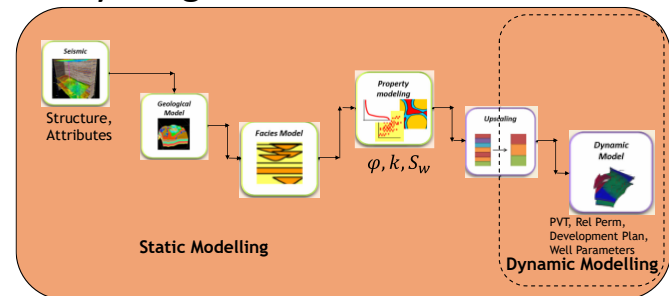 Seismic
Structure,
Attributes
Geological
Model
Facies Model
Property
modeling
φ, k, S_w
Upscaling
Dynamic
Model
PVT, Rel Perm,
Development Plan,
Well Parameters
Static Modelling
Dynamic Modelling